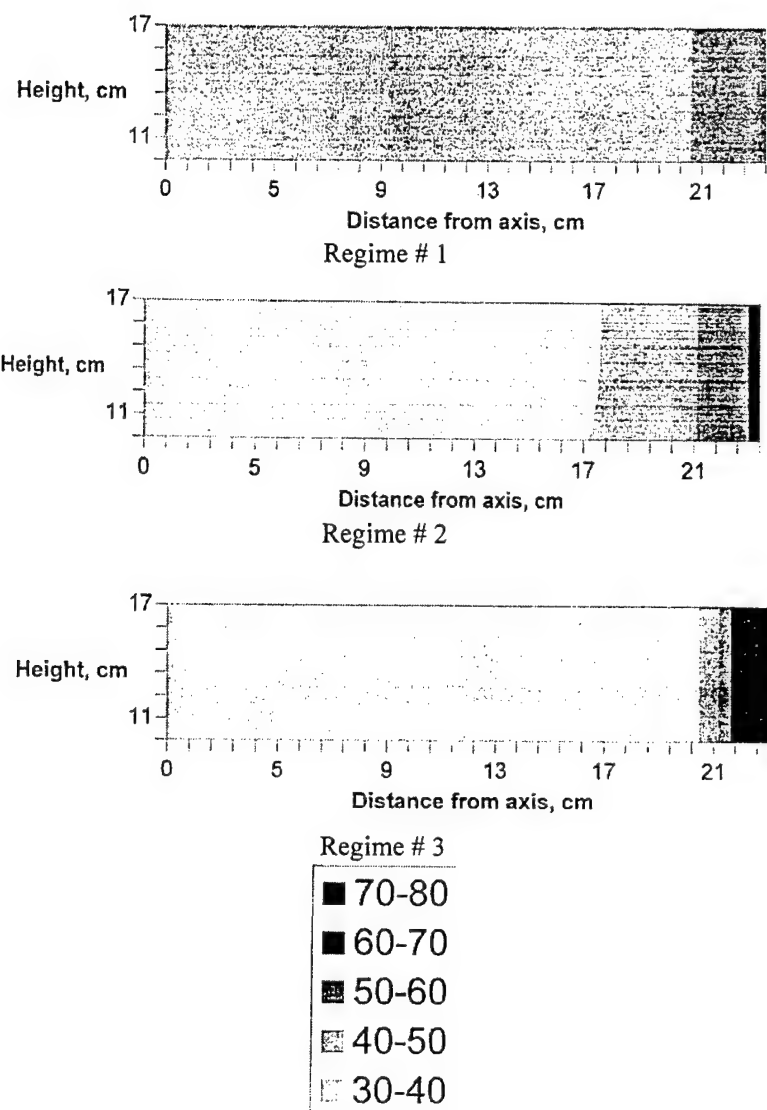 17
Height, cm
11
0 5 9 13 17 21
Distance from axis, cm
Regime # 1
17
Height, cm
11
0 5 9 13 17 21
Distance from axis, cm
Regime # 2
17
Height, cm
11
0 5 9 13 17 21
Distance from axis, cm
Regime # 3
70-80
60-70
50-60
40-50
30-40